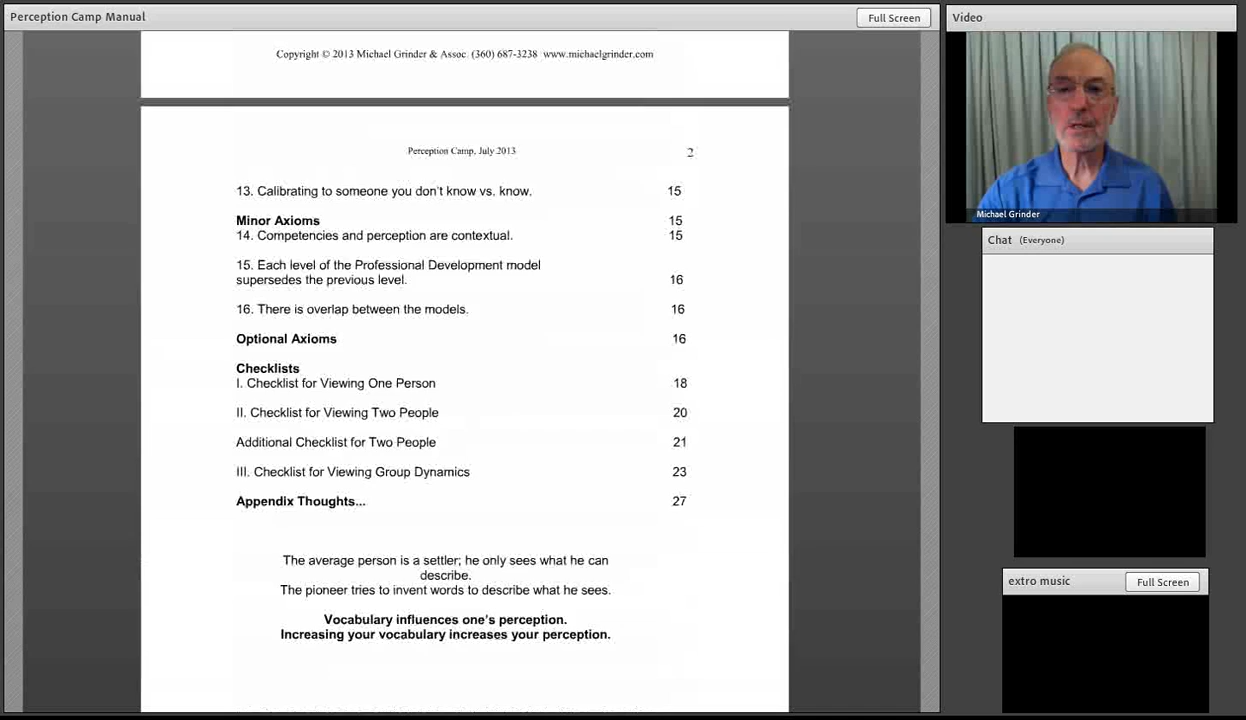 Perception Camp Manual
Full Screen
Video
Copyright © 2013 Michael Grinder & Assoc. (360) 687-3238 www.michaelgrinder.com
Perception Camp, July 2013 2
13. Calibrating to someone you don't know vs. know. 15
Minor Axioms 15
14. Competencies and perception are contextual. 15
15. Each level of the Professional Development model
supersedes the previous level. 16
16. There is overlap between the models. 16
Optional Axioms 16
Checklists
I. Checklist for Viewing One Person 18
II. Checklist for Viewing Two People 20
Additional Checklist for Two People 21
III. Checklist for Viewing Group Dynamics 23
Appendix Thoughts... 27
The average person is a settler; he only sees what he can
describe.
The pioneer tries to invent words to describe what he sees.
Vocabulary influences one's perception.
Increasing your vocabulary increases your perception.
Michael Grinder
Chat (Everyone)
extro music
Full Screen